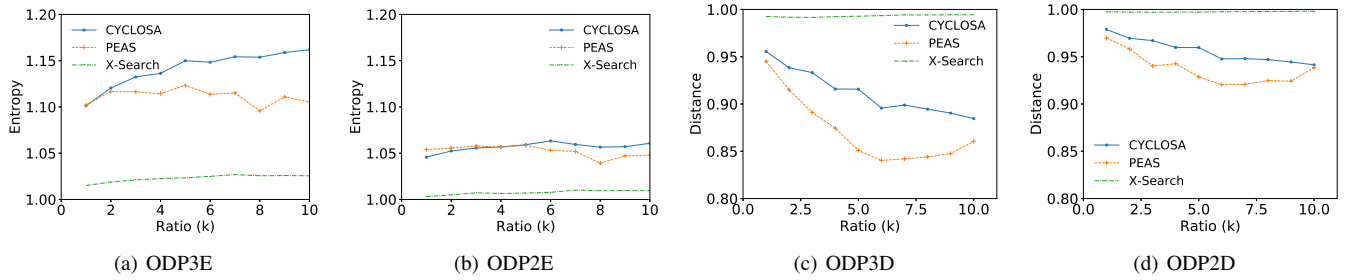 1.20
1.15
1.10
1.05
1.00
Entropy
CYCLOSA
PEAS
X-Search
0 2 4 6 8 10
Ratio (k)
(a) ODP3E
1.20
1.15
1.10
1.05
1.00
Entropy
CYCLOSA
PEAS
X-Search
0 2 4 6 8 10
Ratio (k)
(b) ODP2E
1.00
0.95
0.90
0.85
0.80
Distance
CYCLOSA
PEAS
X-Search
0.0 2.5 5.0 7.5 10.0
Ratio (k)
(c) ODP3D
1.00
0.95
0.90
0.85
0.80
Distance
CYCLOSA
PEAS
X-Search
0.0 2.5 5.0 7.5 10.0
Ratio (k)
(d) ODP2D